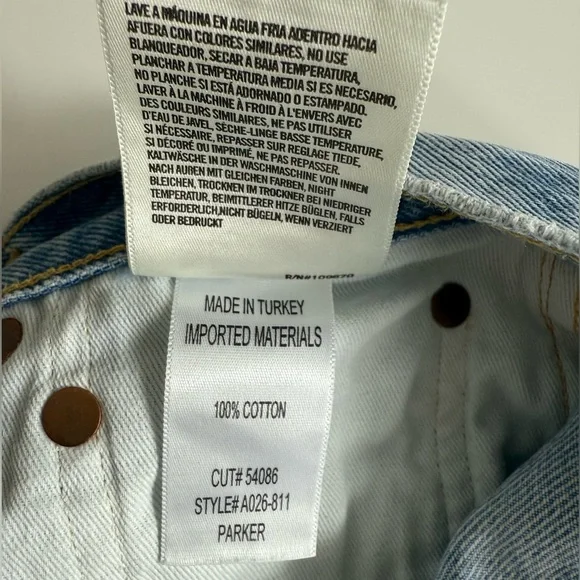 LAVE A MÁQUINA EN AGUA FRIA ADENTRO HACIA
AFUERA CON COLORES SIMILARES, NO USE
BLANQUEADOR, SECAR A BAJA TEMPERATURA,
PLANCHAR A TEMPERATURA MEDIA SI ES NECESARIO,
NO PLANCHE SI ESTÁ ADORNADO O ESTAMPADO.
LAVER À LA MACHINE À FROID À L'ENVERS AVEC
DES COULEURS SIMILAIRES, NE PAS UTILISER
D'EAU DE JAVEL, SÈCHE-LINGE BASSE TEMPÉRATURE,
SI NÉCESSAIRE, REPASSER SUR REGLAGE TIEDE,
SI DÉCORÉ OU IMPRIMÉ, NE PAS REPASSER.
KALTWÄSCHE IN DER WASCHMASCHINE VON INNEN
NACH AUßEN MIT GLEICHEN FARBEN, NIGHT
BLEICHEN, TROCKNEN IM TROCKNER BEI NIEDRIGER
TEMPERATUR, BEIMITTLERER HITZE BÜGLEN, FALLS
ERFORDERLICH,NICHT BÜGELN, WENN VERZIERT
ODER BEDRUCKT
R/N#109670
MADE IN TURKEY
IMPORTED MATERIALS
100% COTTON
CUT# 54086
STYLE# A026-811
PARKER